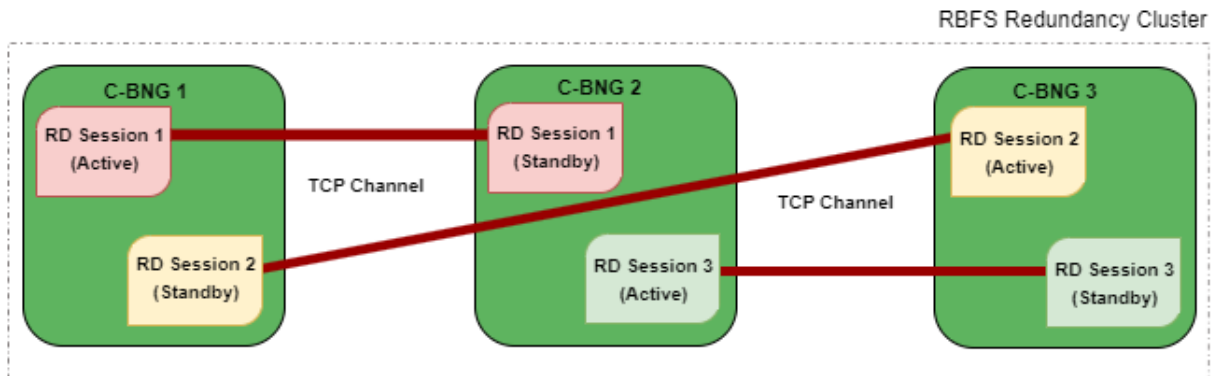 RBFS Redundancy Cluster
C-BNG 1
RD Session 1
(Active)
RD Session 2
(Standby)
TCP Channel
C-BNG 2
RD Session 1
(Standby)
RD Session 3
(Active)
TCP Channel
C-BNG 3
RD Session 2
(Active)
RD Session 3
(Standby)